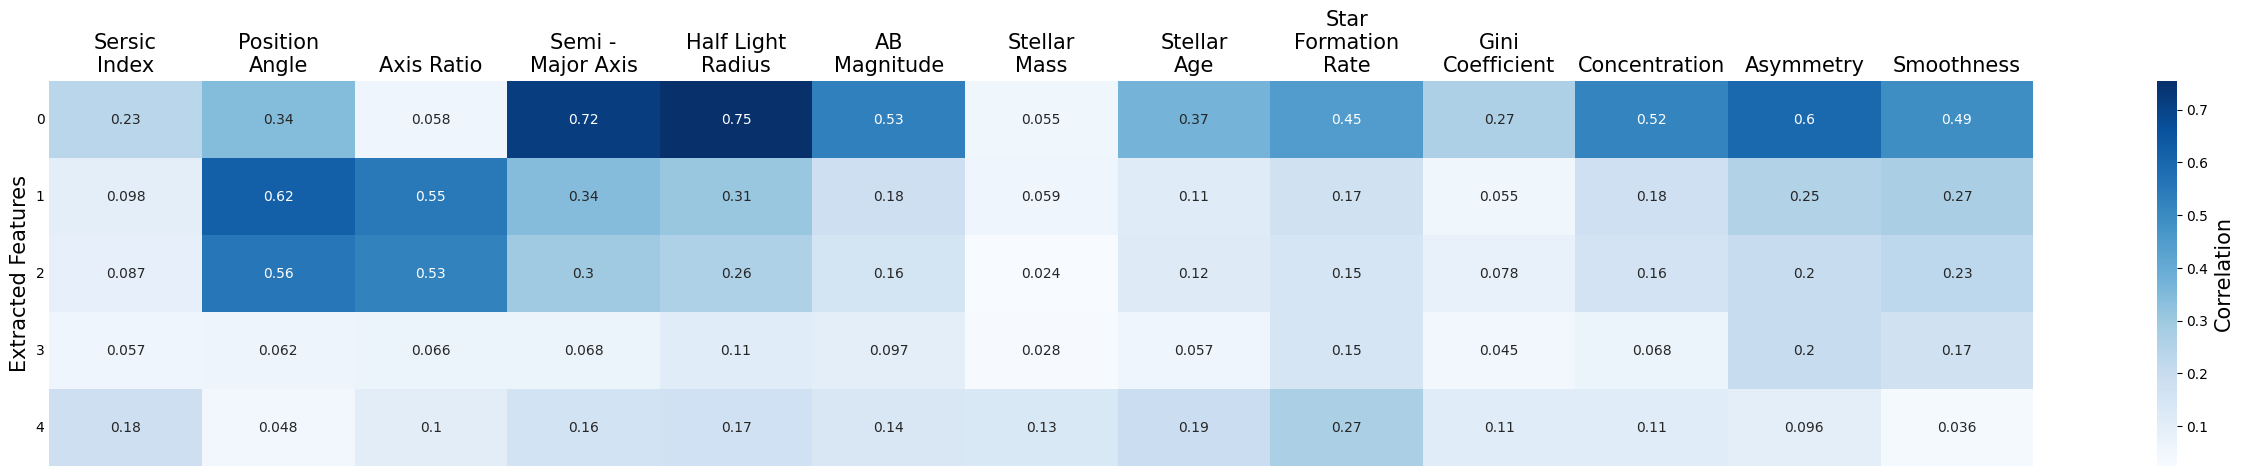 Sersic
Index
Position
Angle
Axis Ratio
Semi -
Major Axis
Half Light
Radius
AB
Magnitude
Stellar
Mass
Stellar
Age
Star
Formation
Rate
Gini
Coefficient
Concentration
Asymmetry
Smoothness
Extracted Features
0 0.23 0.34 0.058 0.72 0.75 0.53 0.055 0.37 0.45 0.27 0.52 0.6 0.49
1 0.098 0.62 0.55 0.34 0.31 0.18 0.059 0.11 0.17 0.055 0.18 0.25 0.27
2 0.087 0.56 0.53 0.3 0.26 0.16 0.024 0.12 0.15 0.078 0.16 0.2 0.23
3 0.057 0.062 0.066 0.068 0.11 0.097 0.028 0.057 0.15 0.045 0.068 0.2 0.17
4 0.18 0.048 0.1 0.16 0.17 0.14 0.13 0.19 0.27 0.11 0.11 0.096 0.036
0.7
0.6
0.5
0.4
0.3
0.2
0.1
Correlation